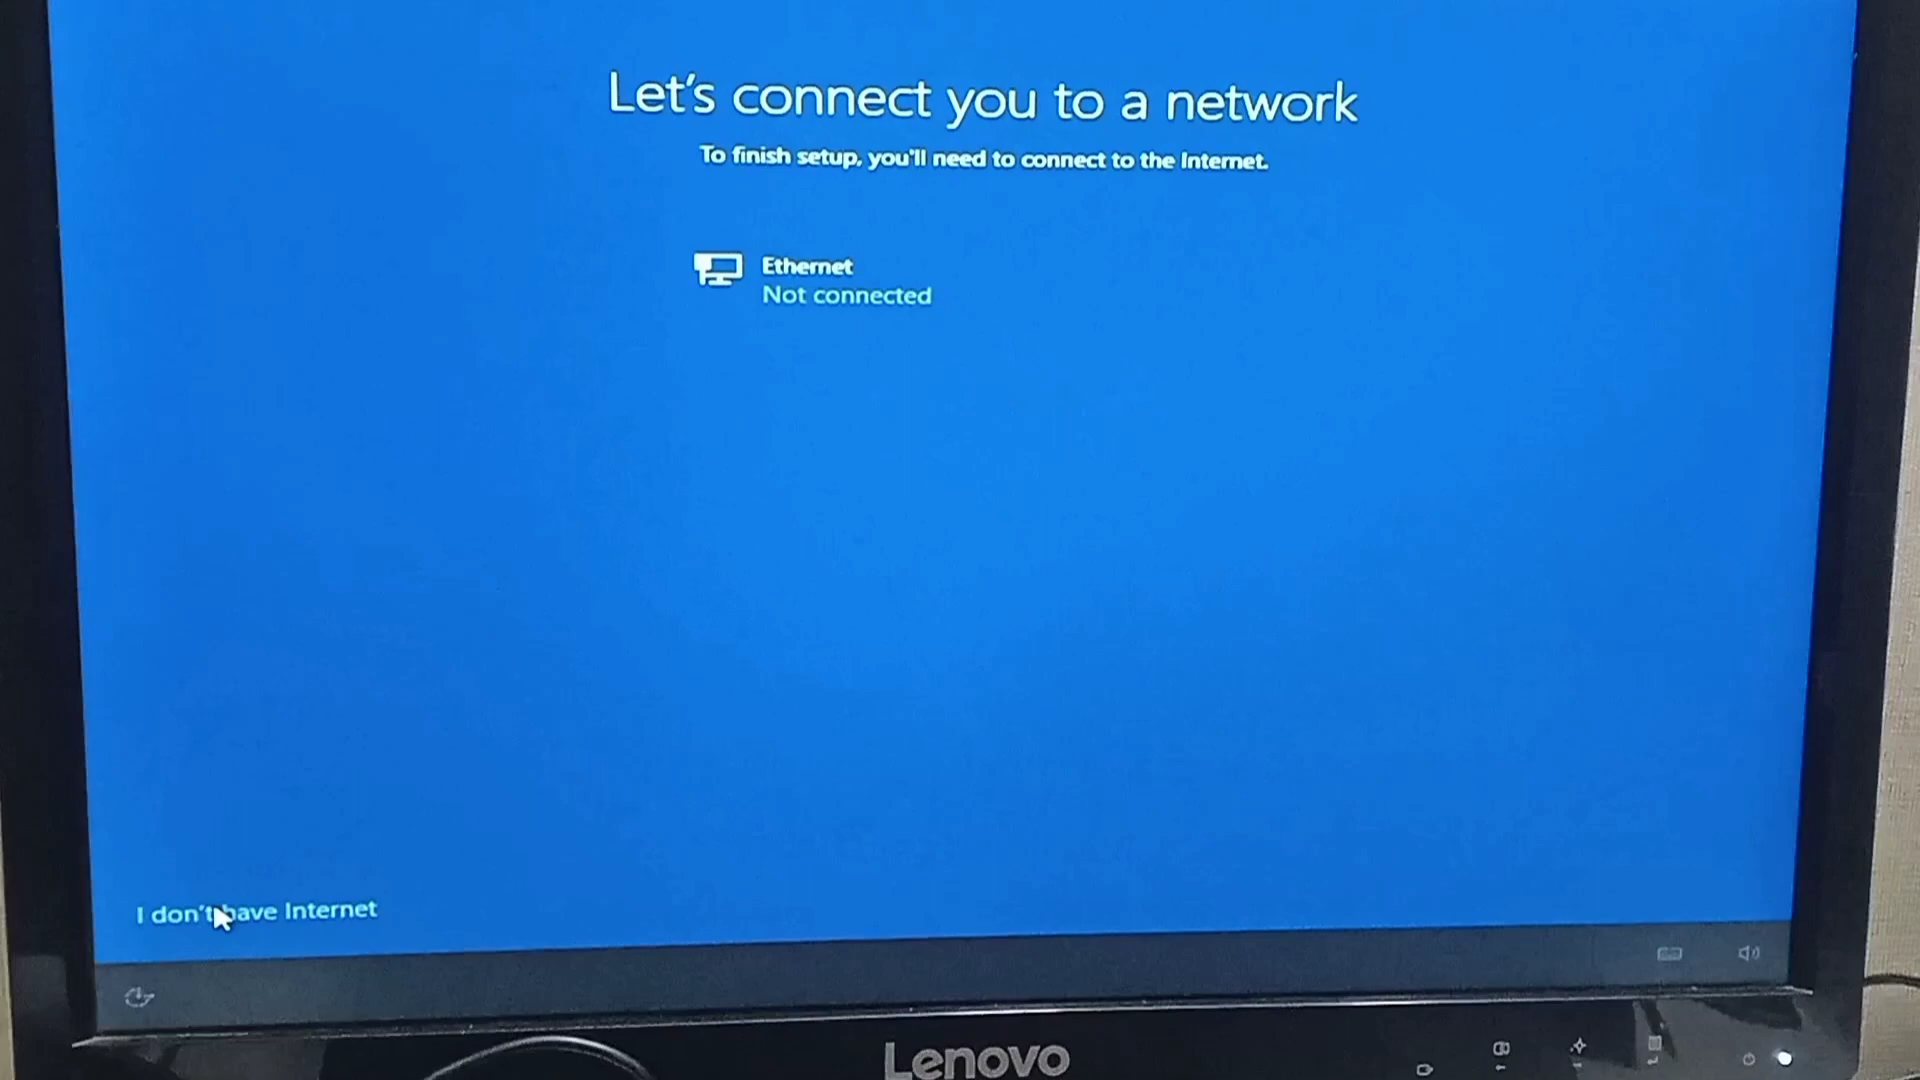 Let's connect you to a network
To finish setup, you'll need to connect to the Internet.
Ethernet
Not connected
I don't have Internet
Lenovo